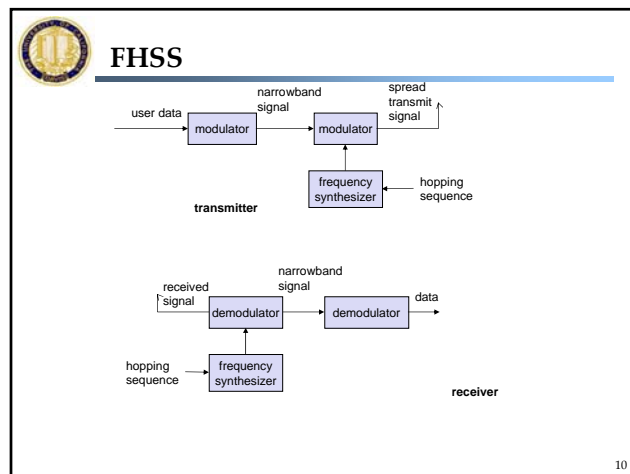 FHSS
user data
modulator
narrowband
signal
modulator
spread
transmit
signal
frequency
synthesizer
hopping
sequence
transmitter
received
signal
demodulator
narrowband
signal
demodulator
data
hopping
sequence
frequency
synthesizer
receiver
10